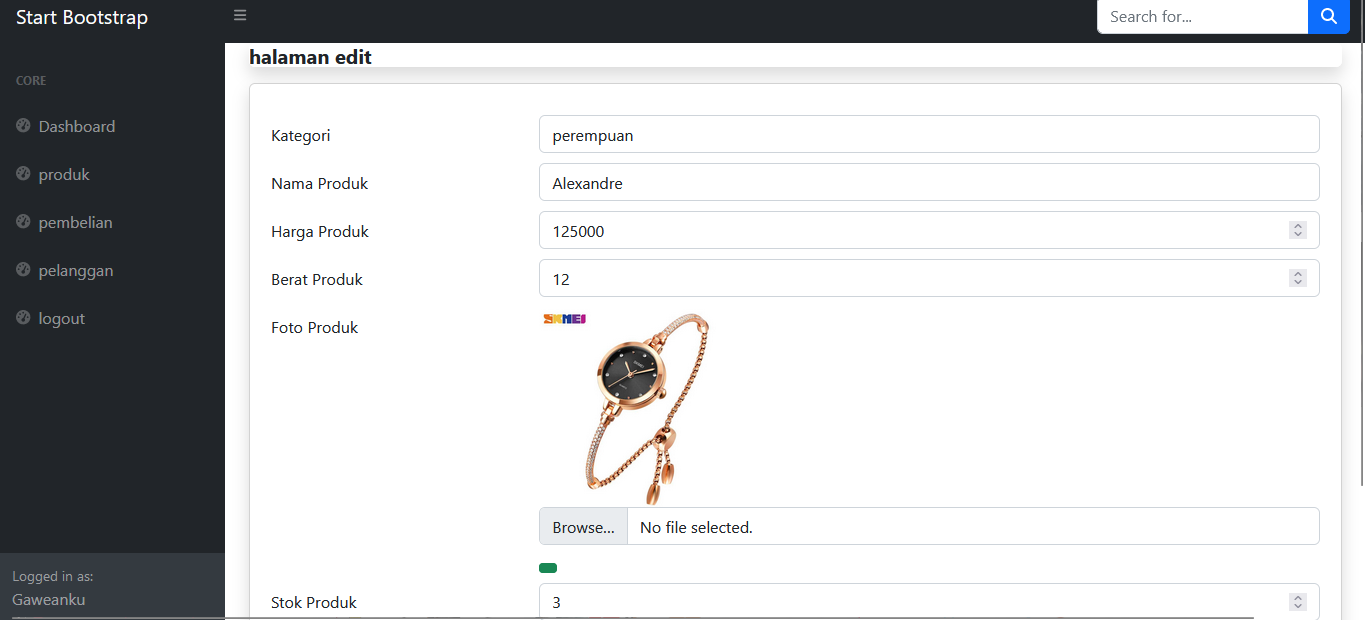 Start Bootstrap
Search for...
halaman edit
CORE
Dashboard
produk
pembelian
pelanggan
logout
Kategori
perempuan
Nama Produk
Alexandre
Harga Produk
125000
Berat Produk
12
Foto Produk
SKMEI
Browse...
No file selected.
Stok Produk
3
Logged in as:
Gaweanku